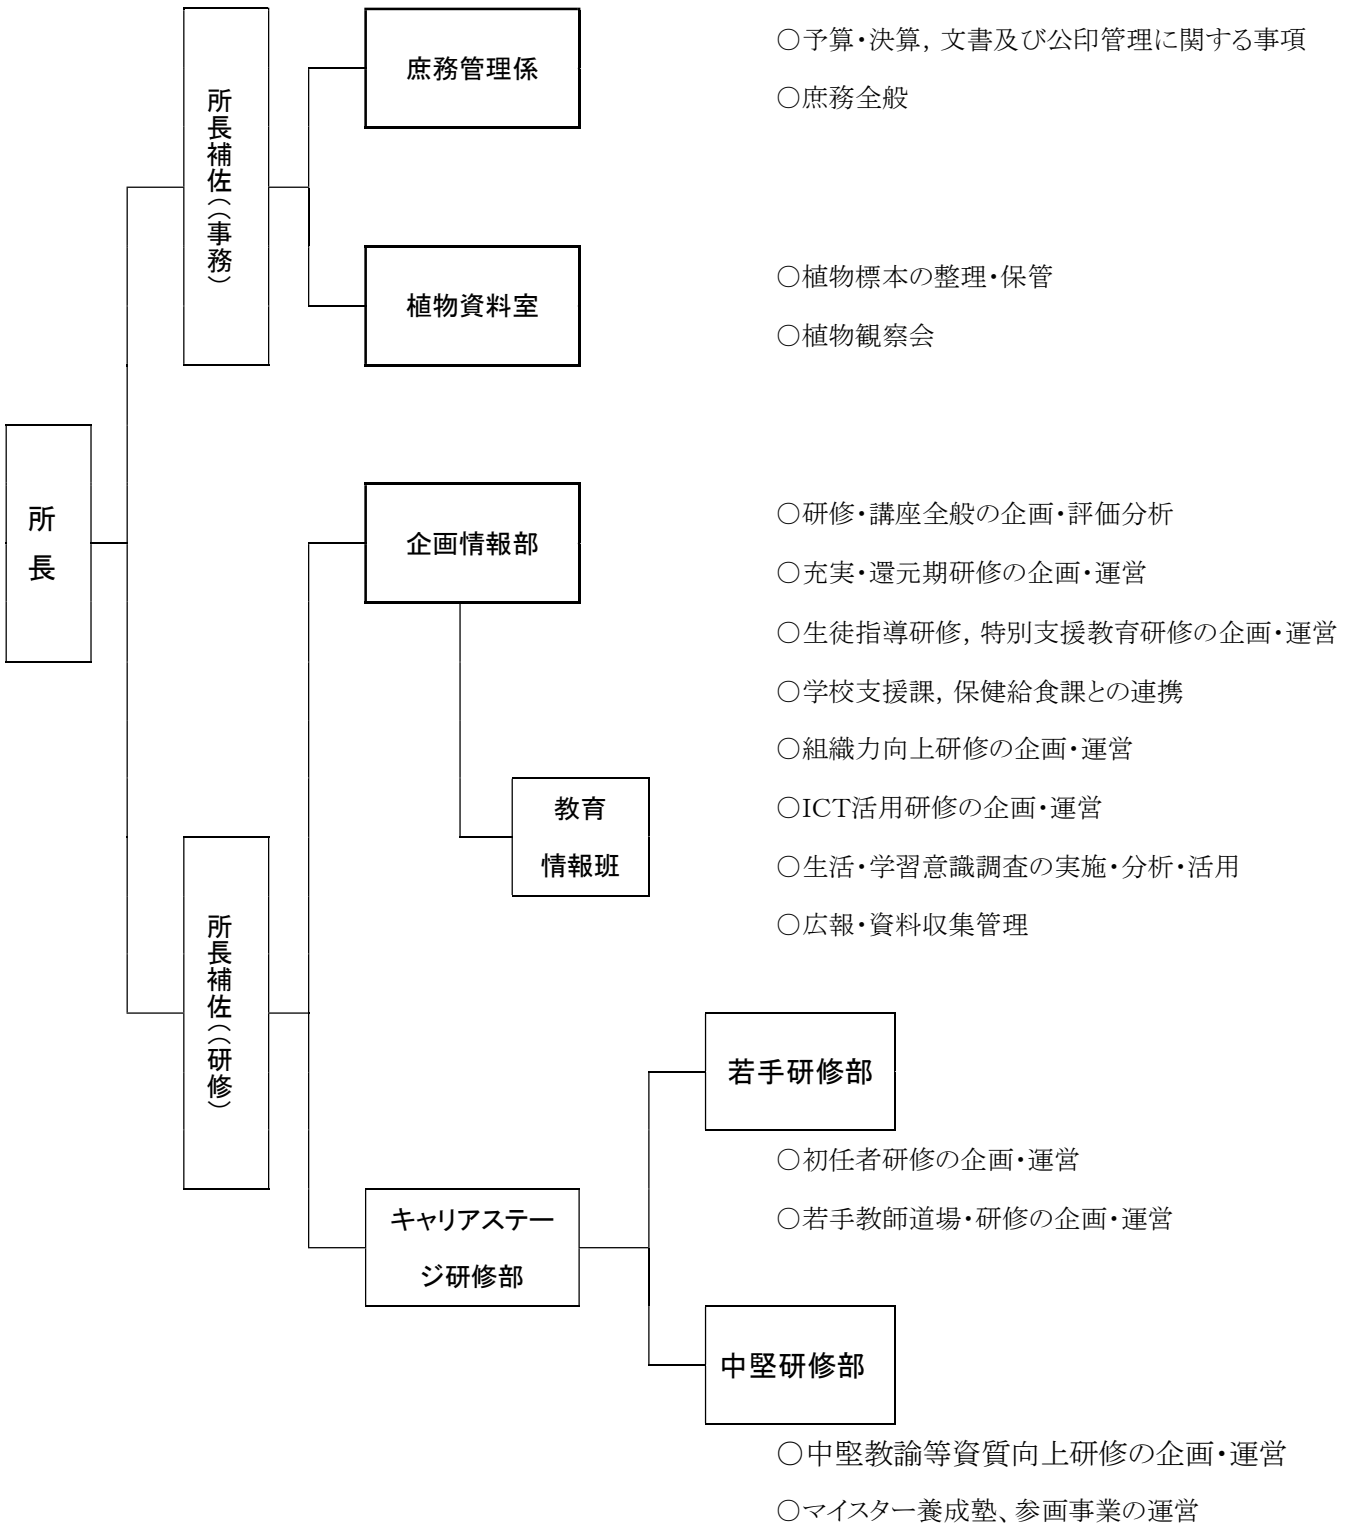 所長
所長補佐((事務)
庶務管理係
○予算・決算, 文書及び公印管理に関する事項
○庶務全般
植物資料室
○植物標本の整理・保管
○植物観察会
所長補佐((研修)
企画情報部
○研修・講座全般の企画・評価分析
○充実・還元期研修の企画・運営
○生徒指導研修, 特別支援教育研修の企画・運営
○学校支援課, 保健給食課との連携
○組織力向上研修の企画・運営
教育
情報班
○ICT活用研修の企画・運営
○生活・学習意識調査の実施・分析・活用
○広報・資料収集管理
キャリアステー
ジ研修部
若手研修部
○初任者研修の企画・運営
○若手教師道場・研修の企画・運営
中堅研修部
○中堅教諭等資質向上研修の企画・運営
○マイスター養成塾、参画事業の運営